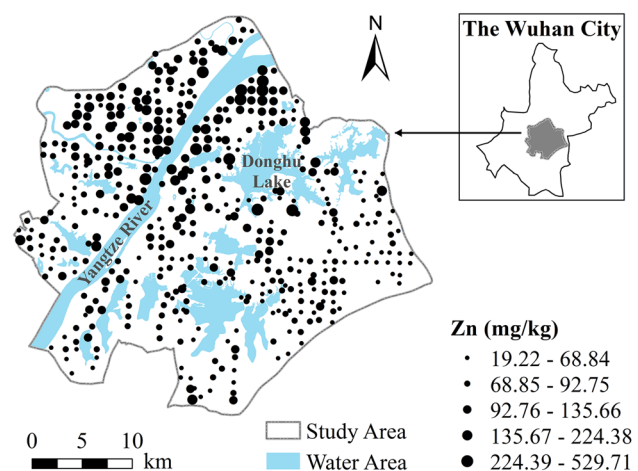 N
The Wuhan City
Donghu
Lake
Yangtze River
Zn (mg/kg)
19.22 - 68.84
68.85 - 92.75
92.76 - 135.66
135.67 - 224.38
224.39 - 529.71
0 5 10
km
Study Area
Water Area